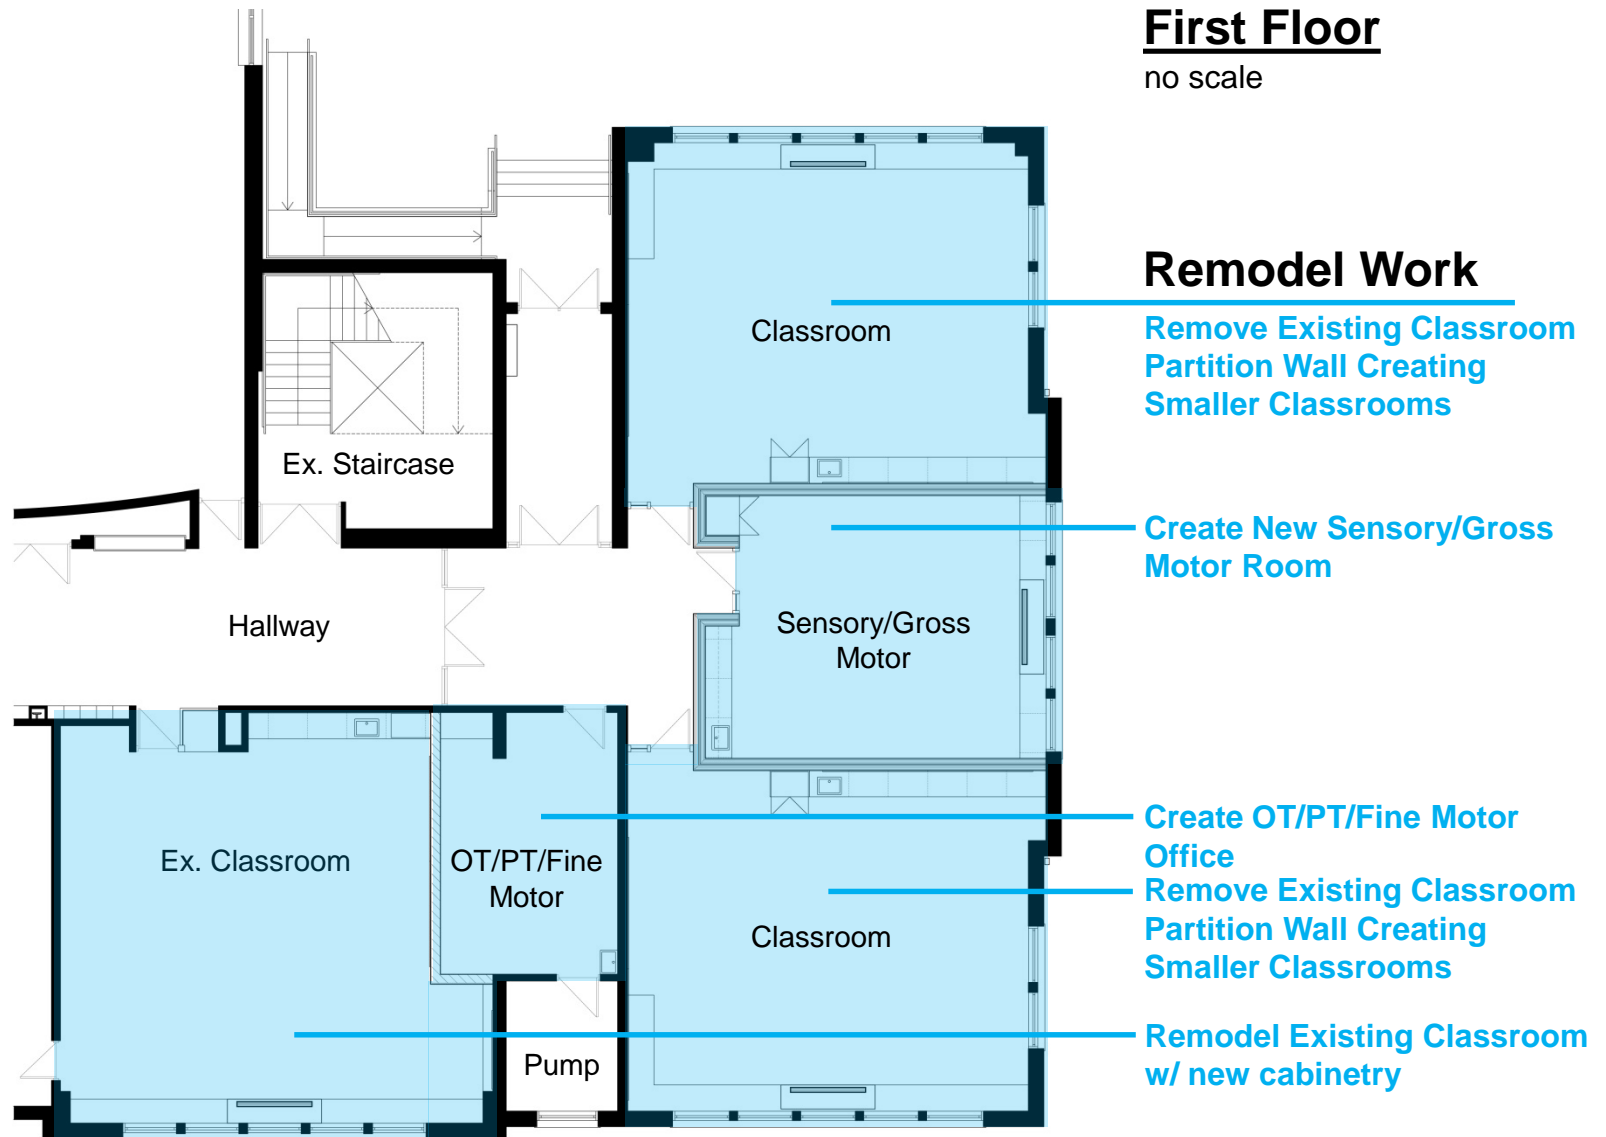 First Floor
no scale
Remodel Work
Remove Existing Classroom
Partition Wall Creating
Smaller Classrooms
Classroom
Ex. Staircase
Create New Sensory/Gross
Motor Room
Hallway
Sensory/Gross
Motor
Create OT/PT/Fine Motor
Office
Ex. Classroom
OT/PT/Fine
Motor
Remove Existing Classroom
Partition Wall Creating
Smaller Classrooms
Classroom
Remodel Existing Classroom
w/ new cabinetry
Pump